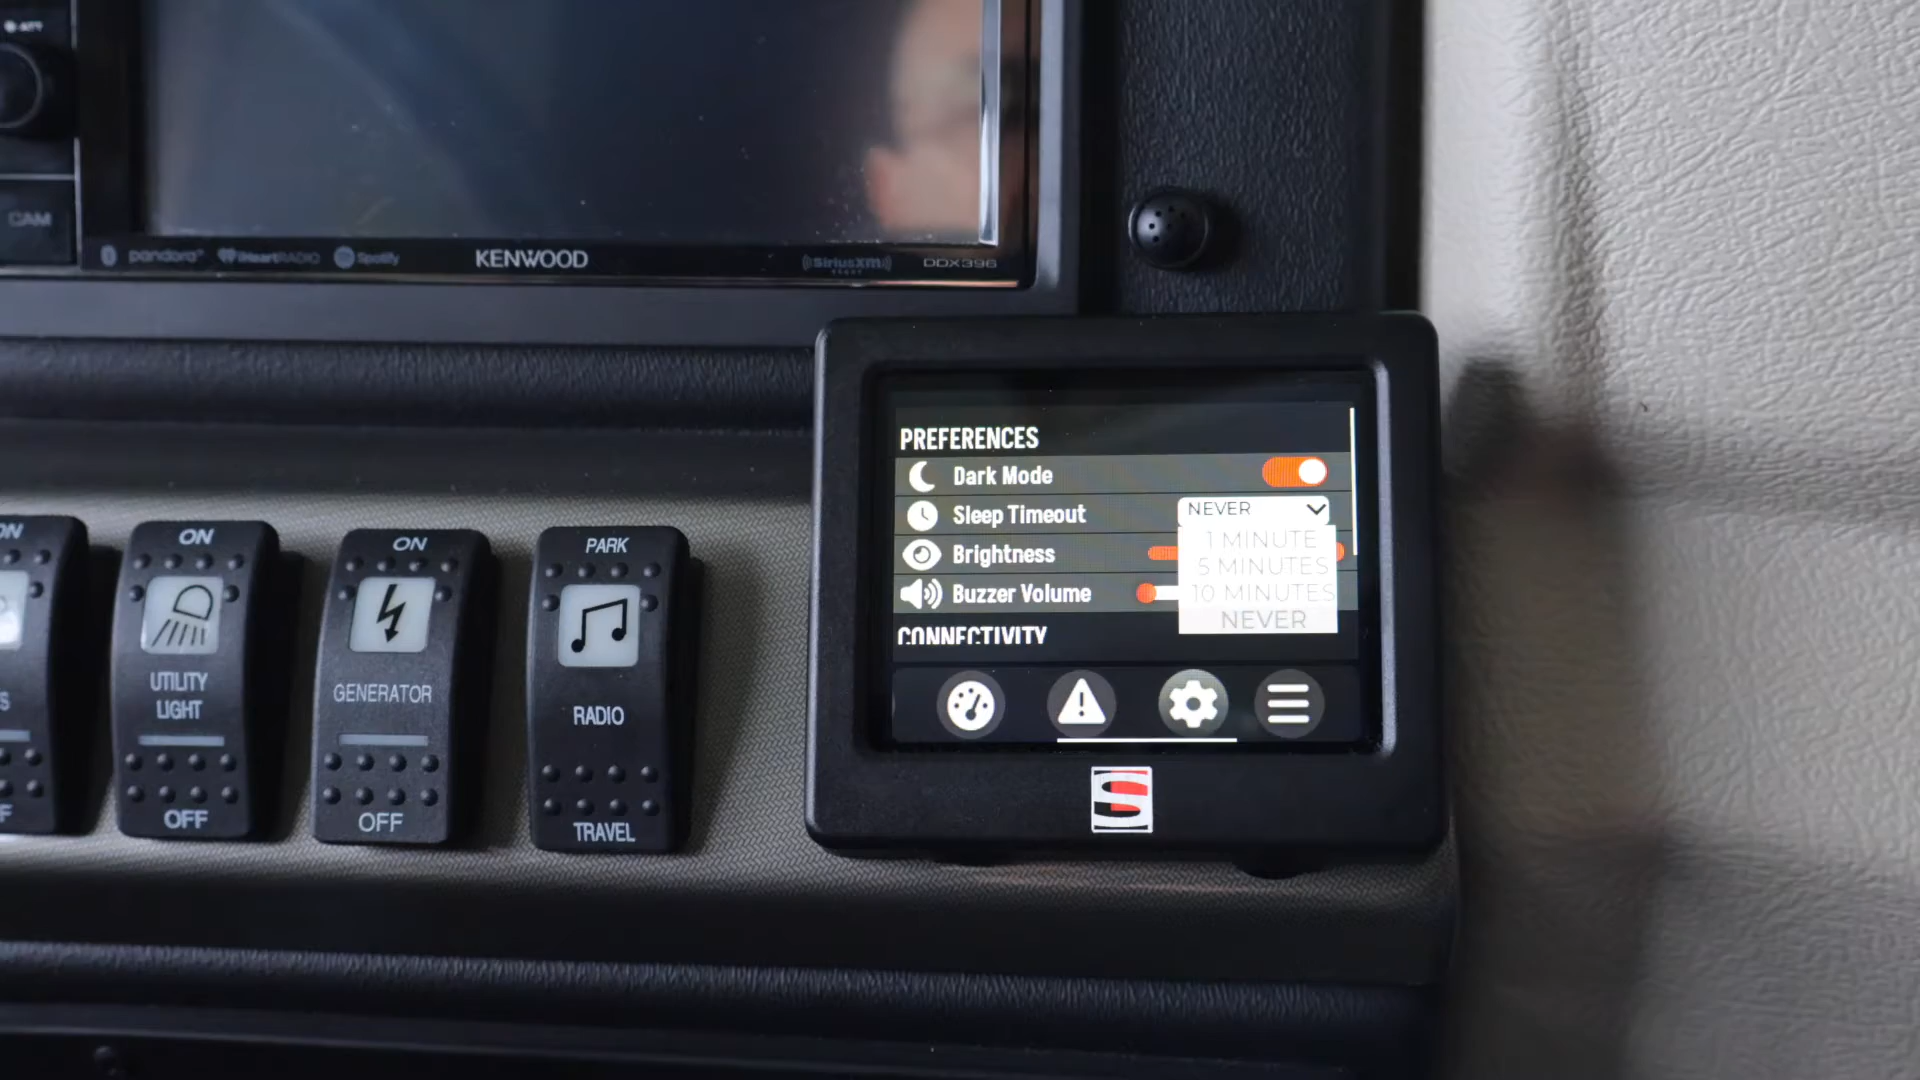 ATT
CAM
pandora
iHeartRADIO
Spotify
KENWOOD
SiriusXM
DDX396
PREFERENCES
Dark Mode
Sleep Timeout
NEVER
1 MINUTE
5 MINUTES
10 MINUTES
NEVER
Brightness
Buzzer Volume
CONNECTIVITY
ON
UTILITY
LIGHT
OFF
ON
GENERATOR
OFF
PARK
RADIO
TRAVEL
S